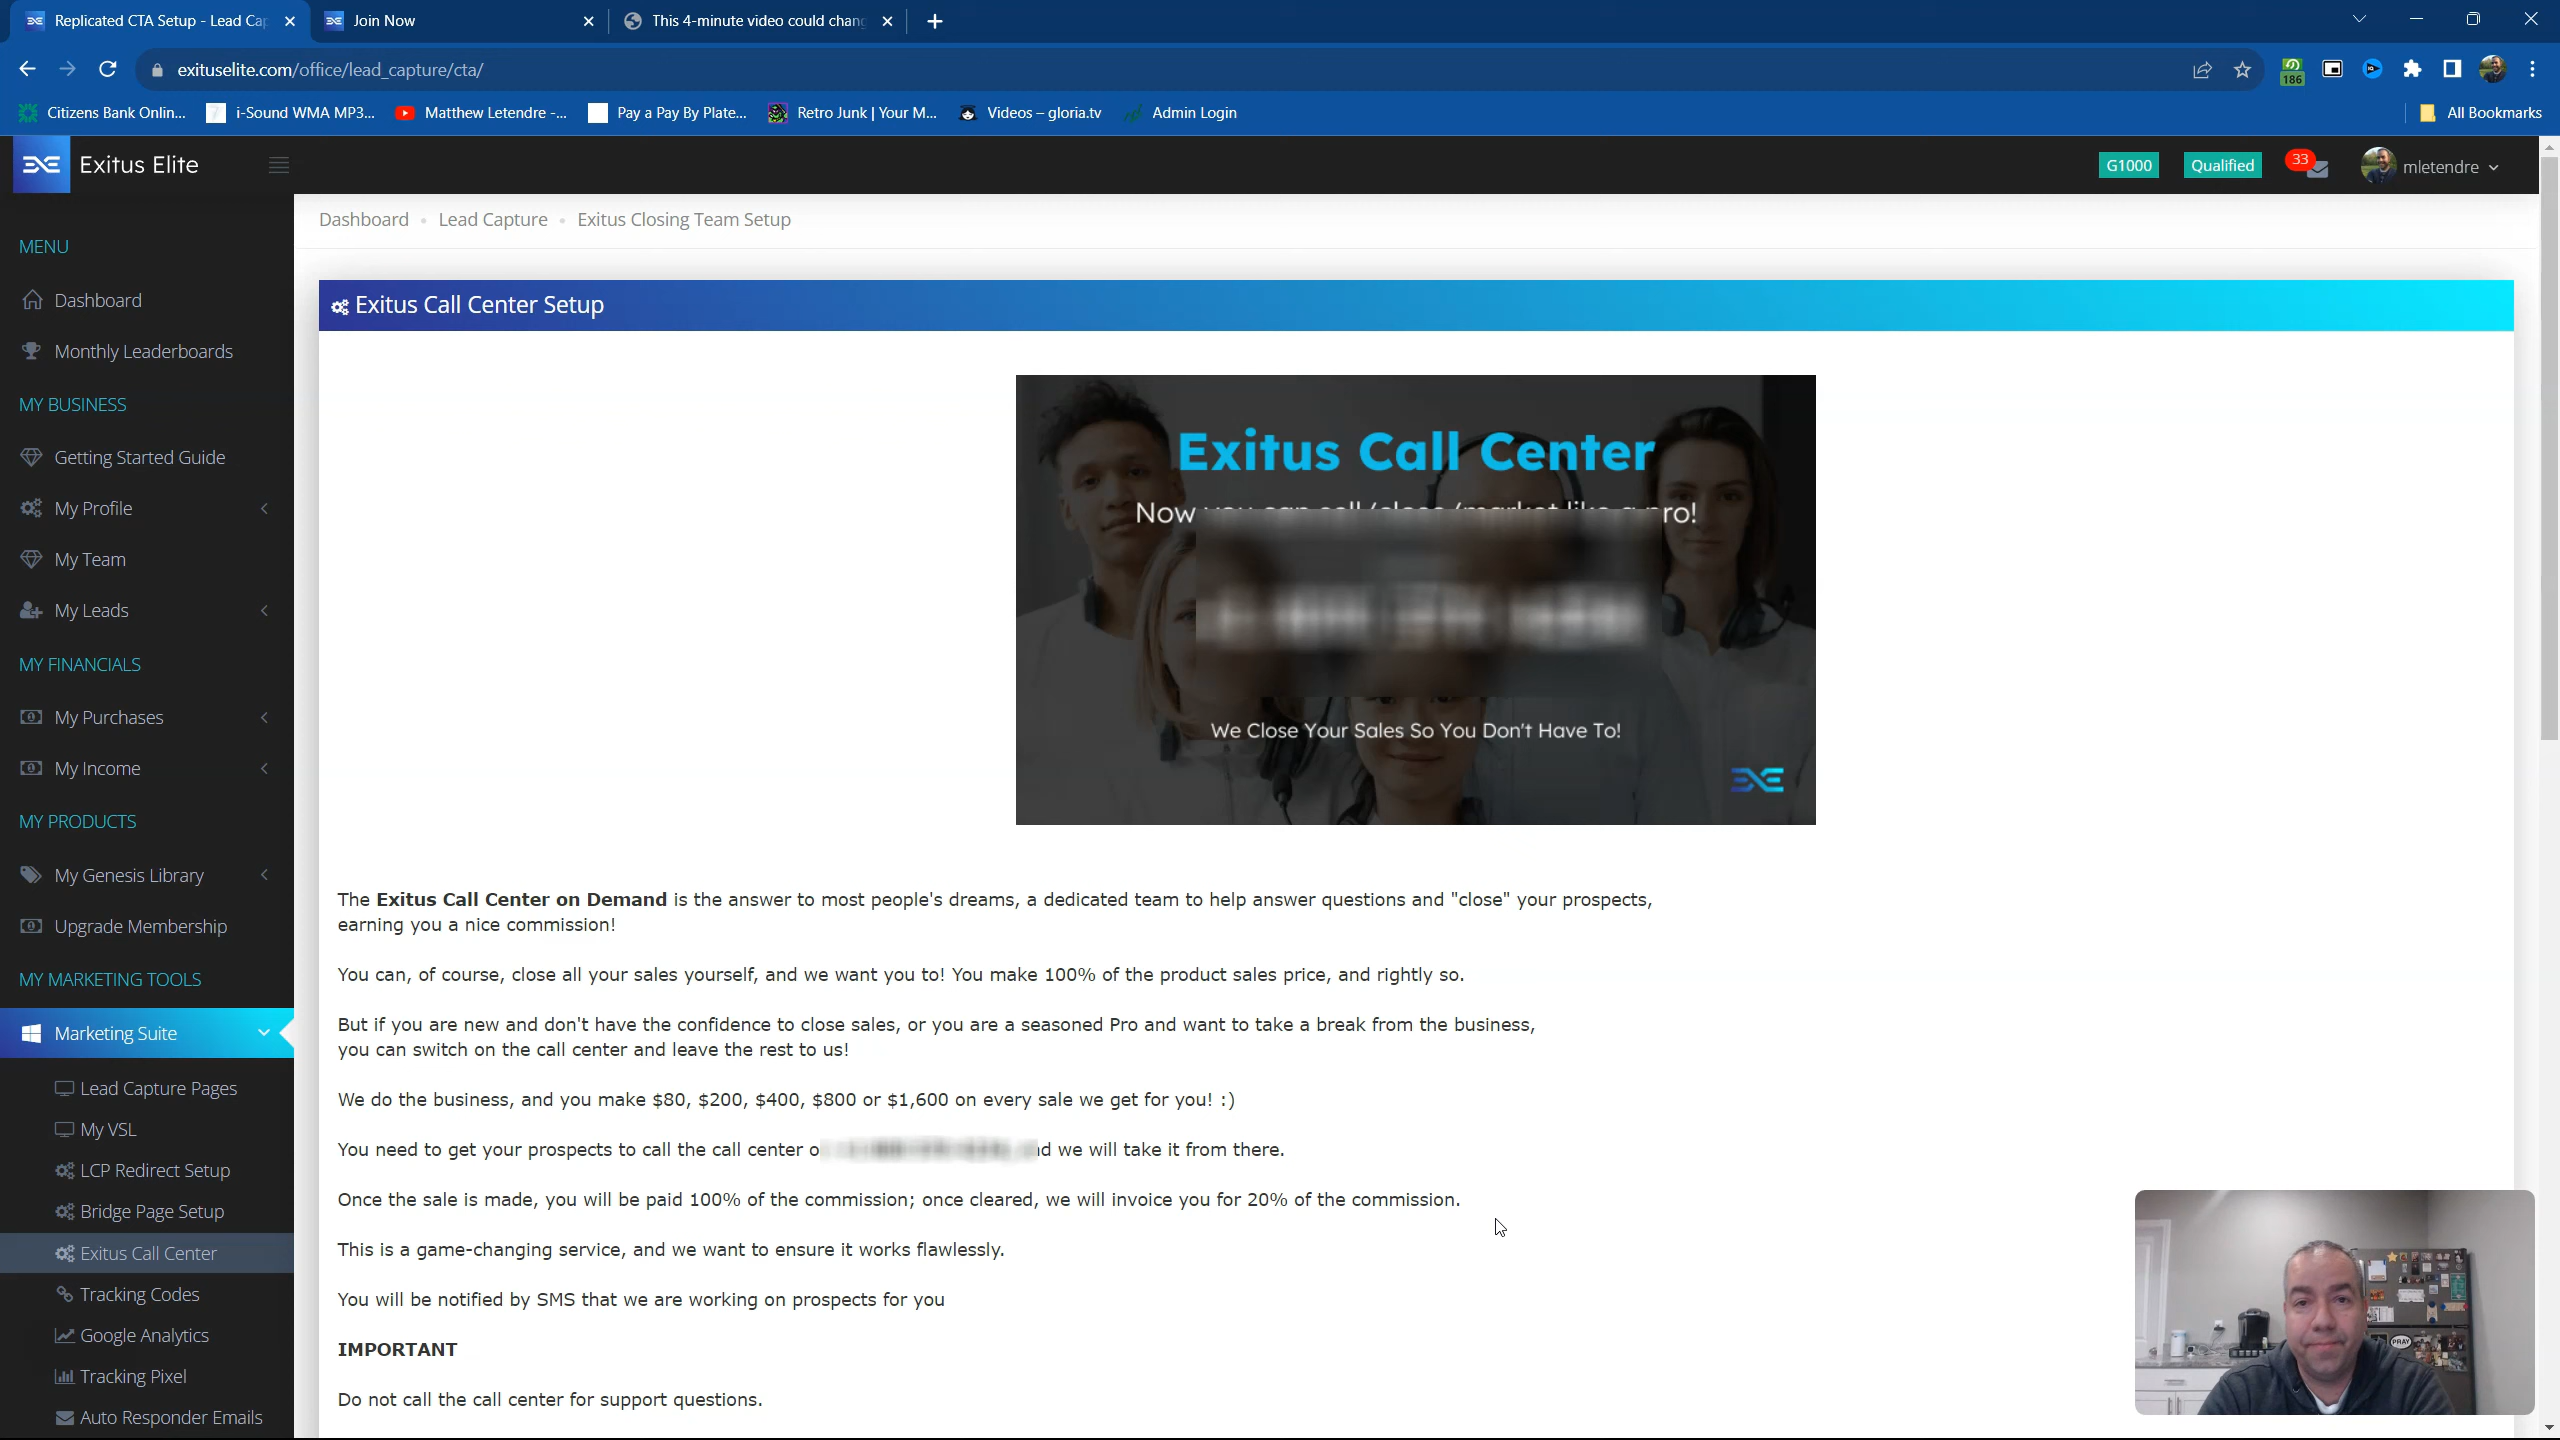 Replicated CTA Setup - Lead Cap
Join Now
This 4-minute video could chang
exituselite.com/office/lead_capture/cta/
186
Citizens Bank Onlin...
i-Sound WMA MP3...
Matthew Letendre -...
Pay a Pay By Plate...
Retro Junk | Your M...
Videos – gloria.tv
Admin Login
All Bookmarks
Exitus Elite
G1000
Qualified
33
mletendre
Dashboard • Lead Capture • Exitus Closing Team Setup
MENU
Dashboard
Monthly Leaderboards
MY BUSINESS
Getting Started Guide
My Profile
My Team
My Leads
MY FINANCIALS
My Purchases
My Income
MY PRODUCTS
My Genesis Library
Upgrade Membership
MY MARKETING TOOLS
Marketing Suite
Lead Capture Pages
My VSL
LCP Redirect Setup
Bridge Page Setup
Exitus Call Center
Tracking Codes
Google Analytics
Tracking Pixel
Auto Responder Emails
Exitus Call Center Setup
Exitus Call Center
Now you can sell/close/market like a pro!
We Close Your Sales So You Don't Have To!
The Exitus Call Center on Demand is the answer to most people's dreams, a dedicated team to help answer questions and "close" your prospects,
earning you a nice commission!
You can, of course, close all your sales yourself, and we want you to! You make 100% of the product sales price, and rightly so.
But if you are new and don't have the confidence to close sales, or you are a seasoned Pro and want to take a break from the business,
you can switch on the call center and leave the rest to us!
We do the business, and you make $80, $200, $400, $800 or $1,600 on every sale we get for you! :)
You need to get your prospects to call the call center o d we will take it from there.
Once the sale is made, you will be paid 100% of the commission; once cleared, we will invoice you for 20% of the commission.
This is a game-changing service, and we want to ensure it works flawlessly.
You will be notified by SMS that we are working on prospects for you
IMPORTANT
Do not call the call center for support questions.
PRAY